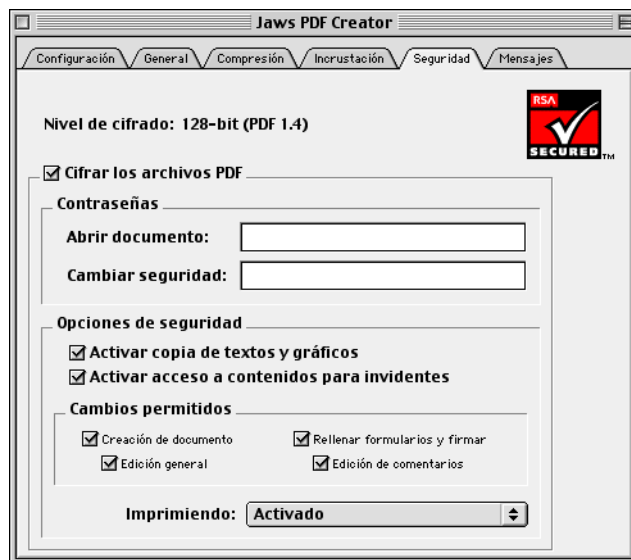 Jaws PDF Creator
Configuración General Compresión Incrustación Seguridad Mensajes
Nivel de cifrado: 128-bit (PDF 1.4)
RSA
SECURED™
Cifrar los archivos PDF
Contraseñas
Abrir documento:
Cambiar seguridad:
Opciones de seguridad
Activar copia de textos y gráficos
Activar acceso a contenidos para invidentes
Cambios permitidos
Creación de documento Rellenar formularios y firmar
Edición general Edición de comentarios
Imprimiendo: Activado